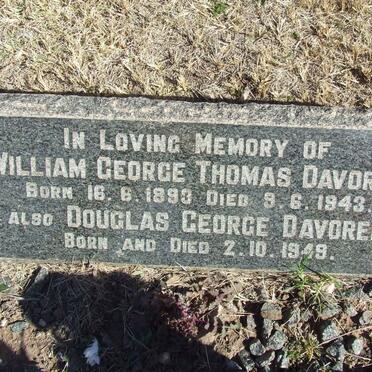 IN LOVING MEMORY OF
WILLIAM GEORGE THOMAS DAVOR
BORN 16.6.1893 DIED 9.6.1943.
ALSO DOUGLAS GEORGE DAVORE
BORN AND DIED 2.10.1949.